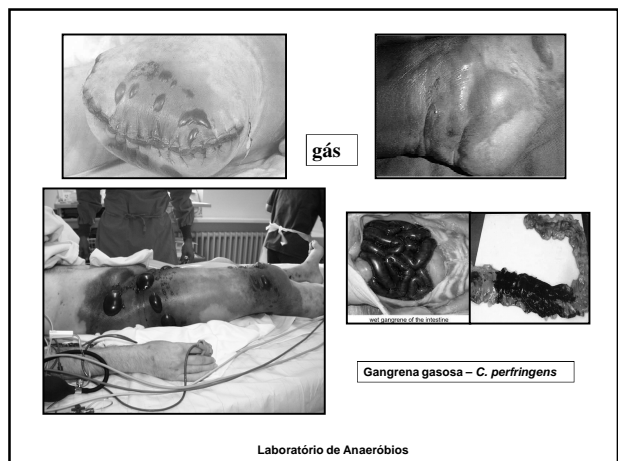 gás
wet gangrene of the intestine
Gangrena gasosa – C. perfringens
Laboratório de Anaeróbios